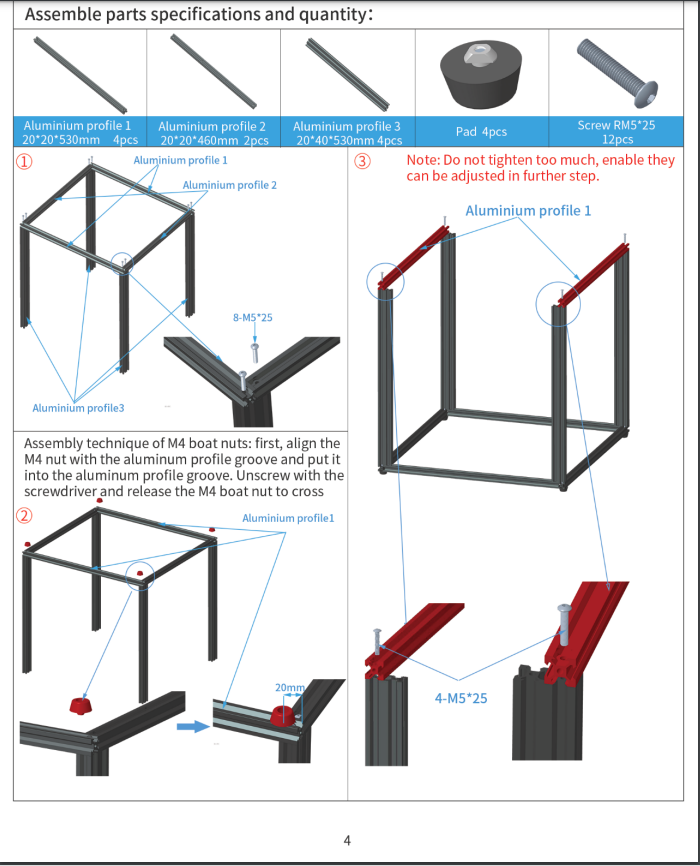 Assemble parts specifications and quantity:
Aluminium profile 1
20*20*530mm 4pcs
Aluminium profile 2
20*20*460mm 2pcs
Aluminium profile 3
20*40*530mm 4pcs
Pad 4pcs
Screw RM5*25
12pcs
①
Aluminium profile 1
Aluminium profile 2
8-M5*25
Aluminium profile3
Assembly technique of M4 boat nuts: first, align the
M4 nut with the aluminum profile groove and put it
into the aluminum profile groove. Unscrew with the
screwdriver and release the M4 boat nut to cross
②
Aluminium profile1
20mm
③
Note: Do not tighten too much, enable they
can be adjusted in further step.
Aluminium profile 1
4-M5*25
4